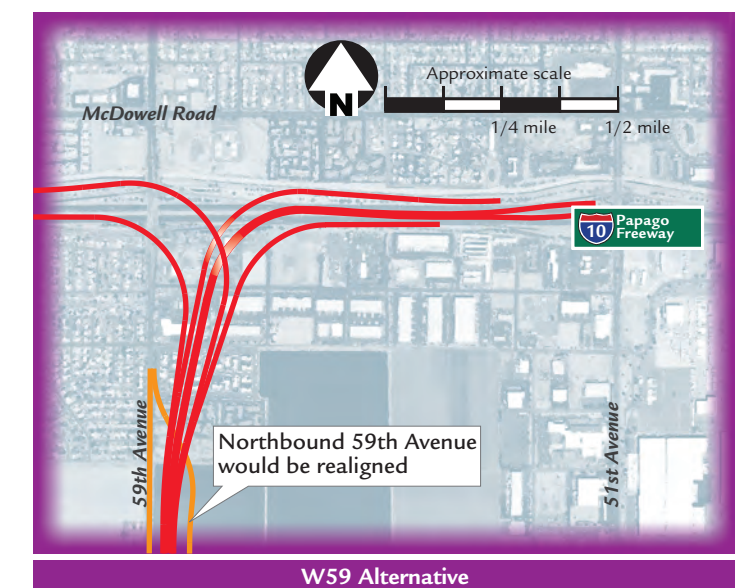 Approximate scale
McDowell Road
N
1/4 mile 1/2 mile
10 Papago
Freeway
59th Avenue
Northbound 59th Avenue
would be realigned
51st Avenue
W59 Alternative